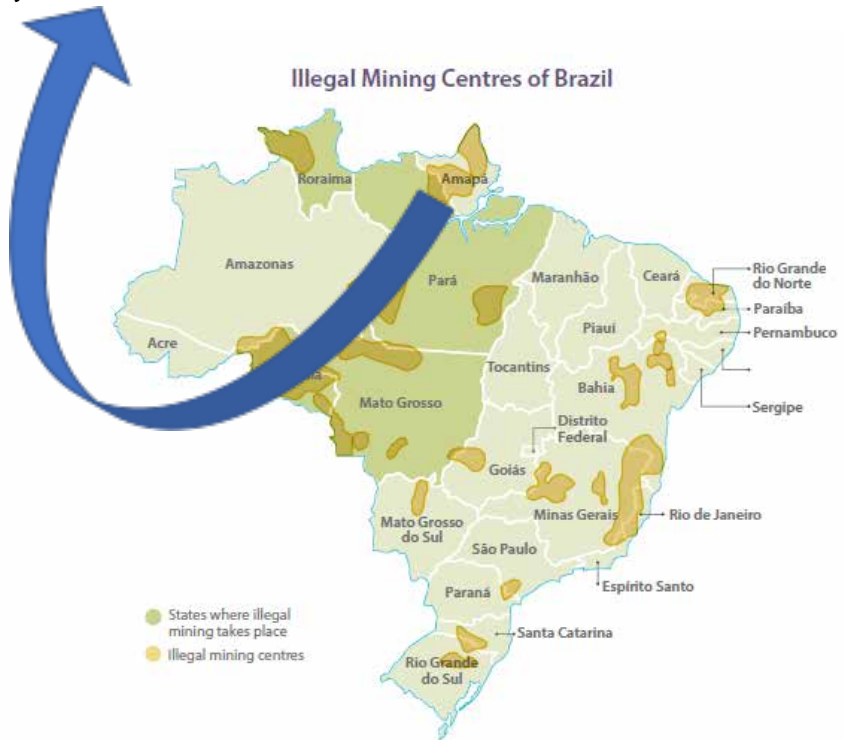 Illegal Mining Centres of Brazil
Roraima
Amapá
Amazonas
Pará
Maranhão
Ceará
Rio Grande
do Norte
Paraíba
Acre
Piauí
Pernambuco
Tocantins
Bahia
Mato Grosso
Sergipe
Distrito
Federal
Goiás
Minas Gerais
Rio de Janeiro
Mato Grosso
do Sul
São Paulo
Espírito Santo
Paraná
States where illegal
mining takes place
Santa Catarina
Illegal mining centres
Rio Grande
do Sul